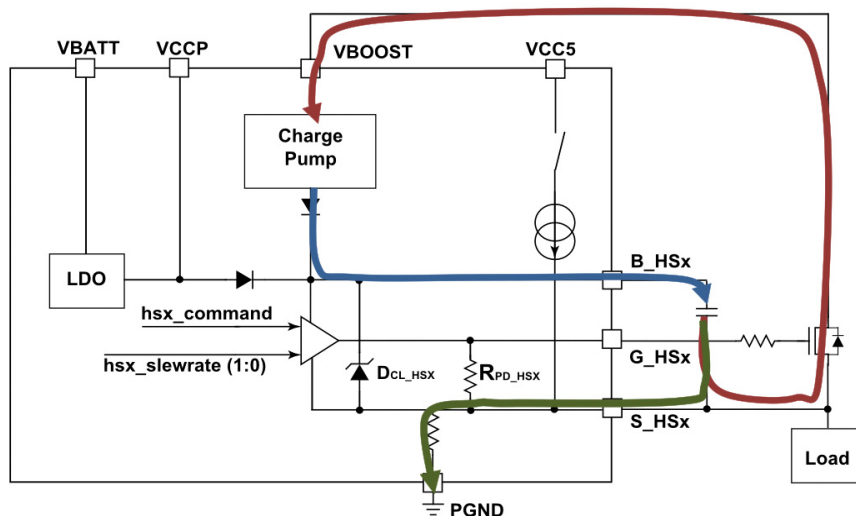 VBATT
VCCP
VBOOST
VCC5
Charge
Pump
B_HSx
LDO
hsx_command
G_HSx
hsx_slewrate (1:0)
DCL_HSX
RPD_HSX
S_HSx
Load
PGND